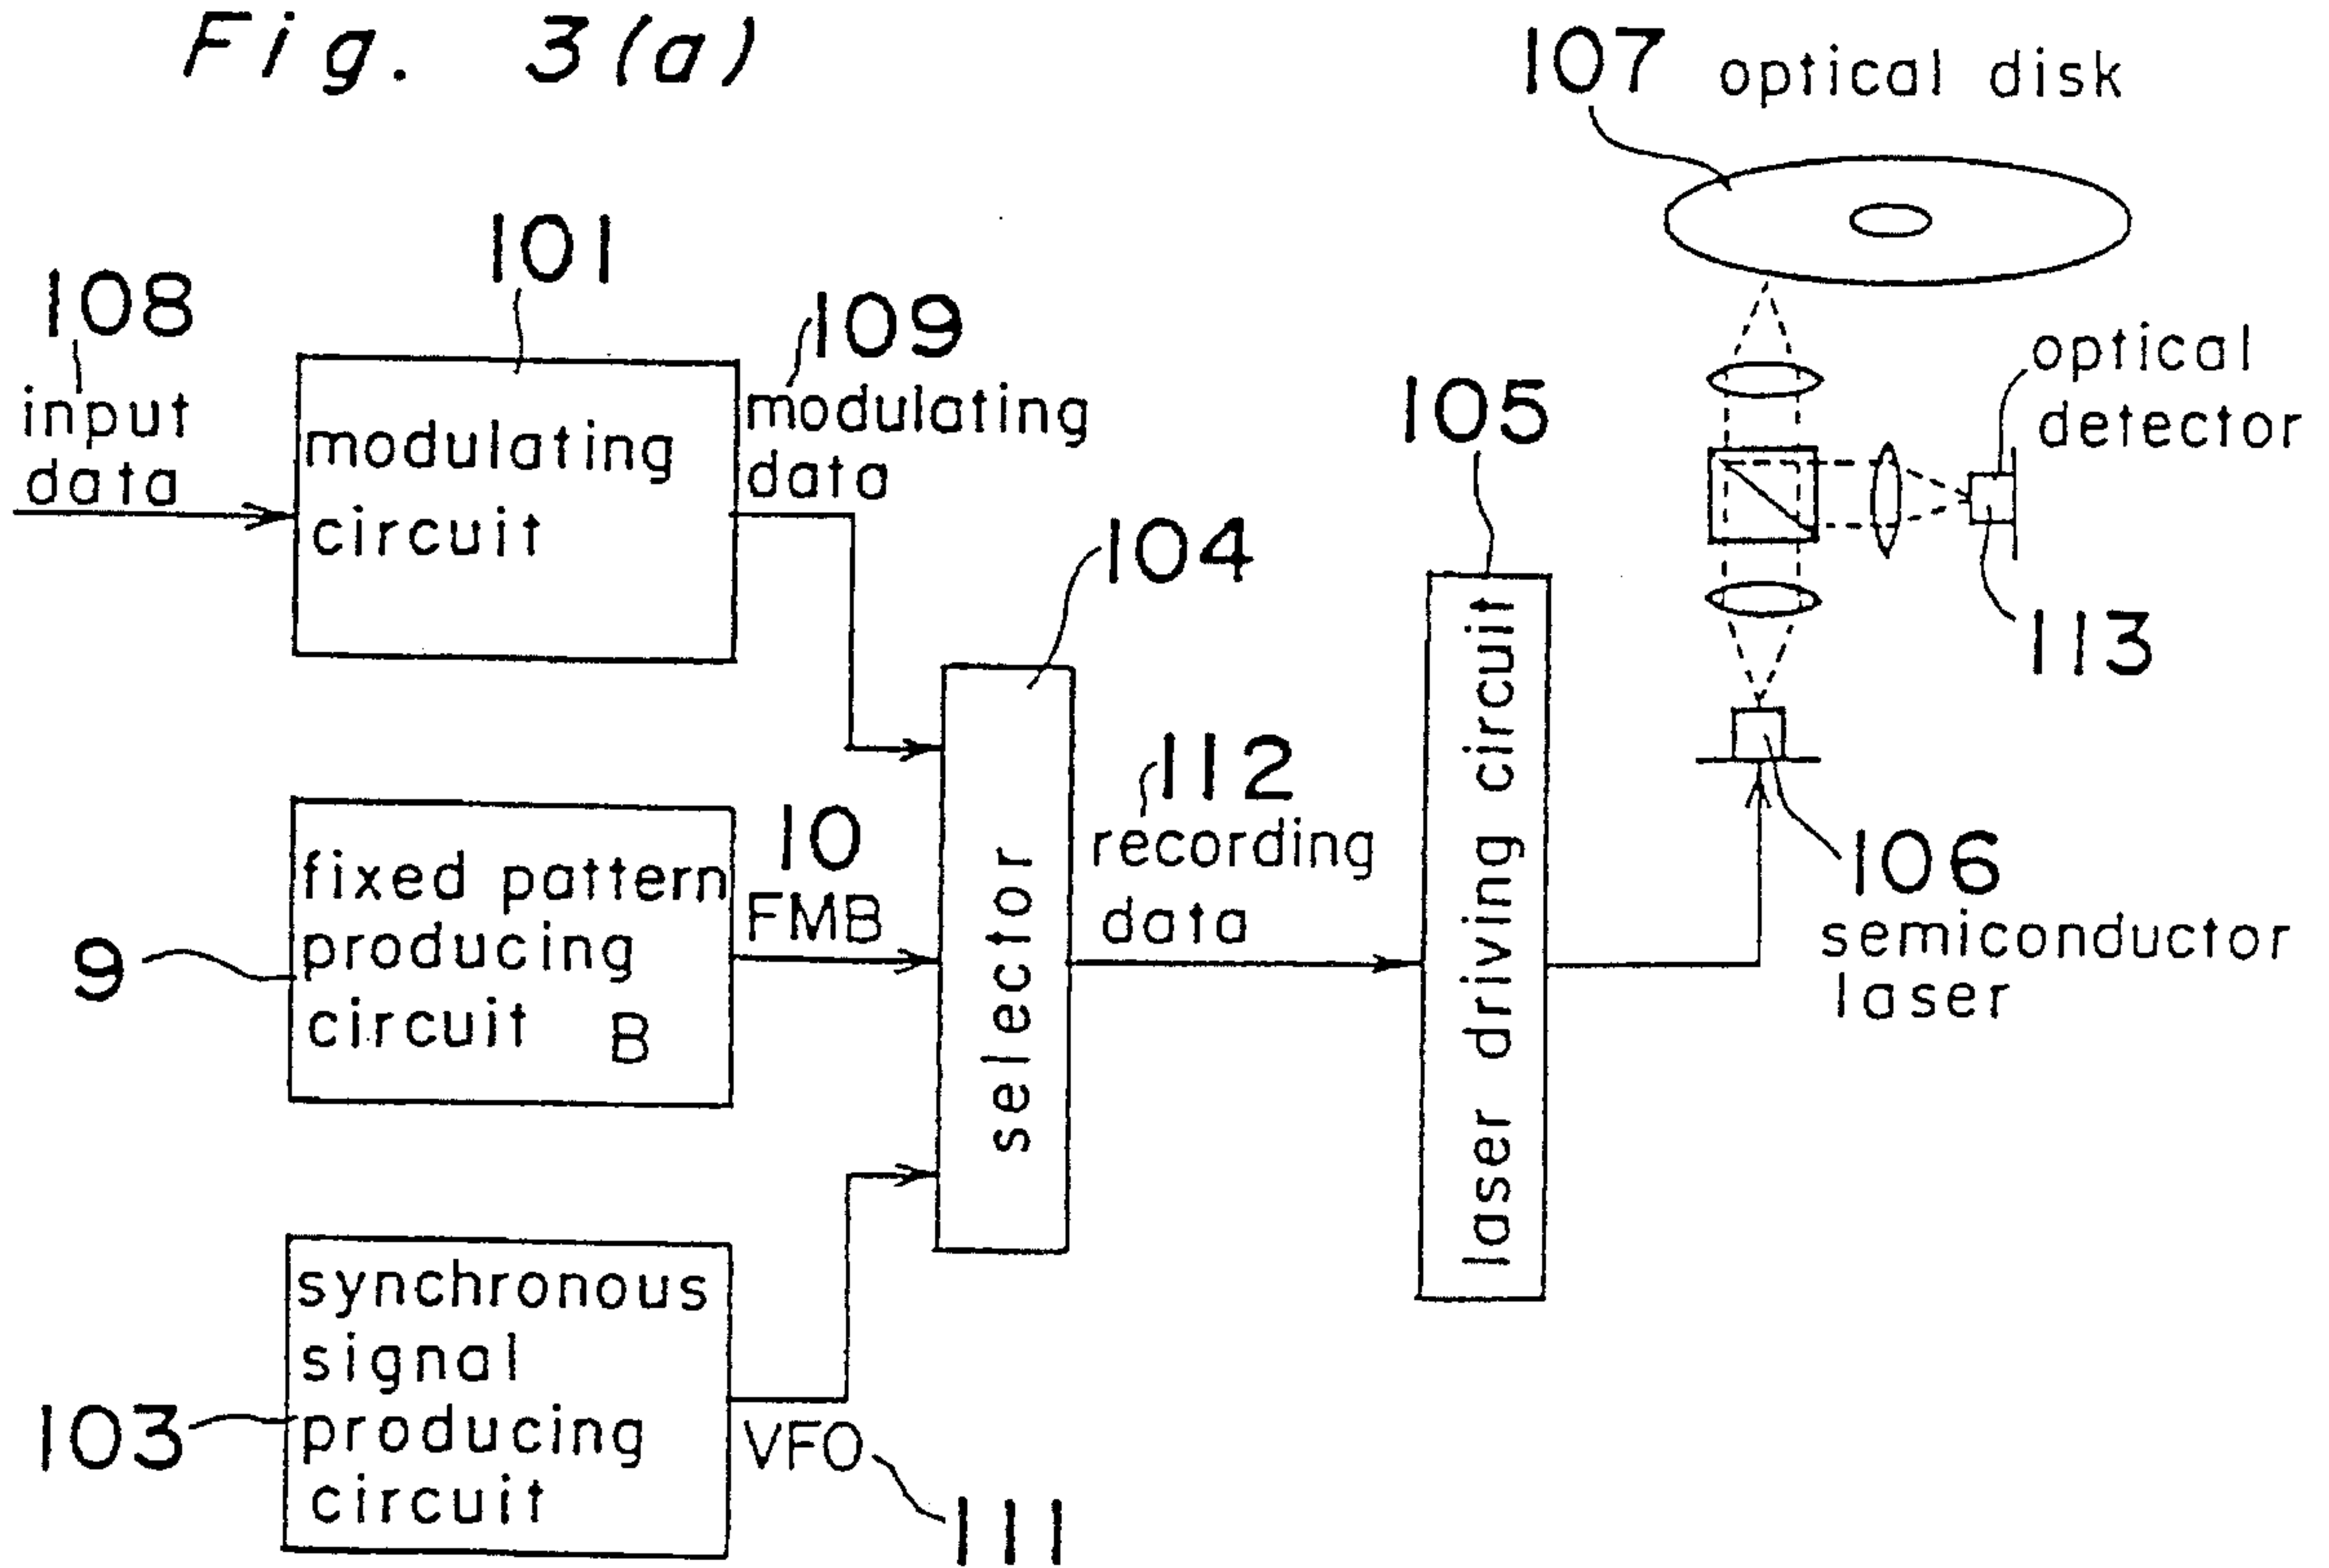 Fig. 3(a)
107 optical disk
101
108
109
input
data
modulating
circuit
modulating
data
105
optical
detector
104
113
112
recording
data
106
semiconductor
laser
10
FMB
fixed pattern
producing
circuit B
9
selector
laser driving circuit
synchronous
signal
producing
circuit
103
VFO
111